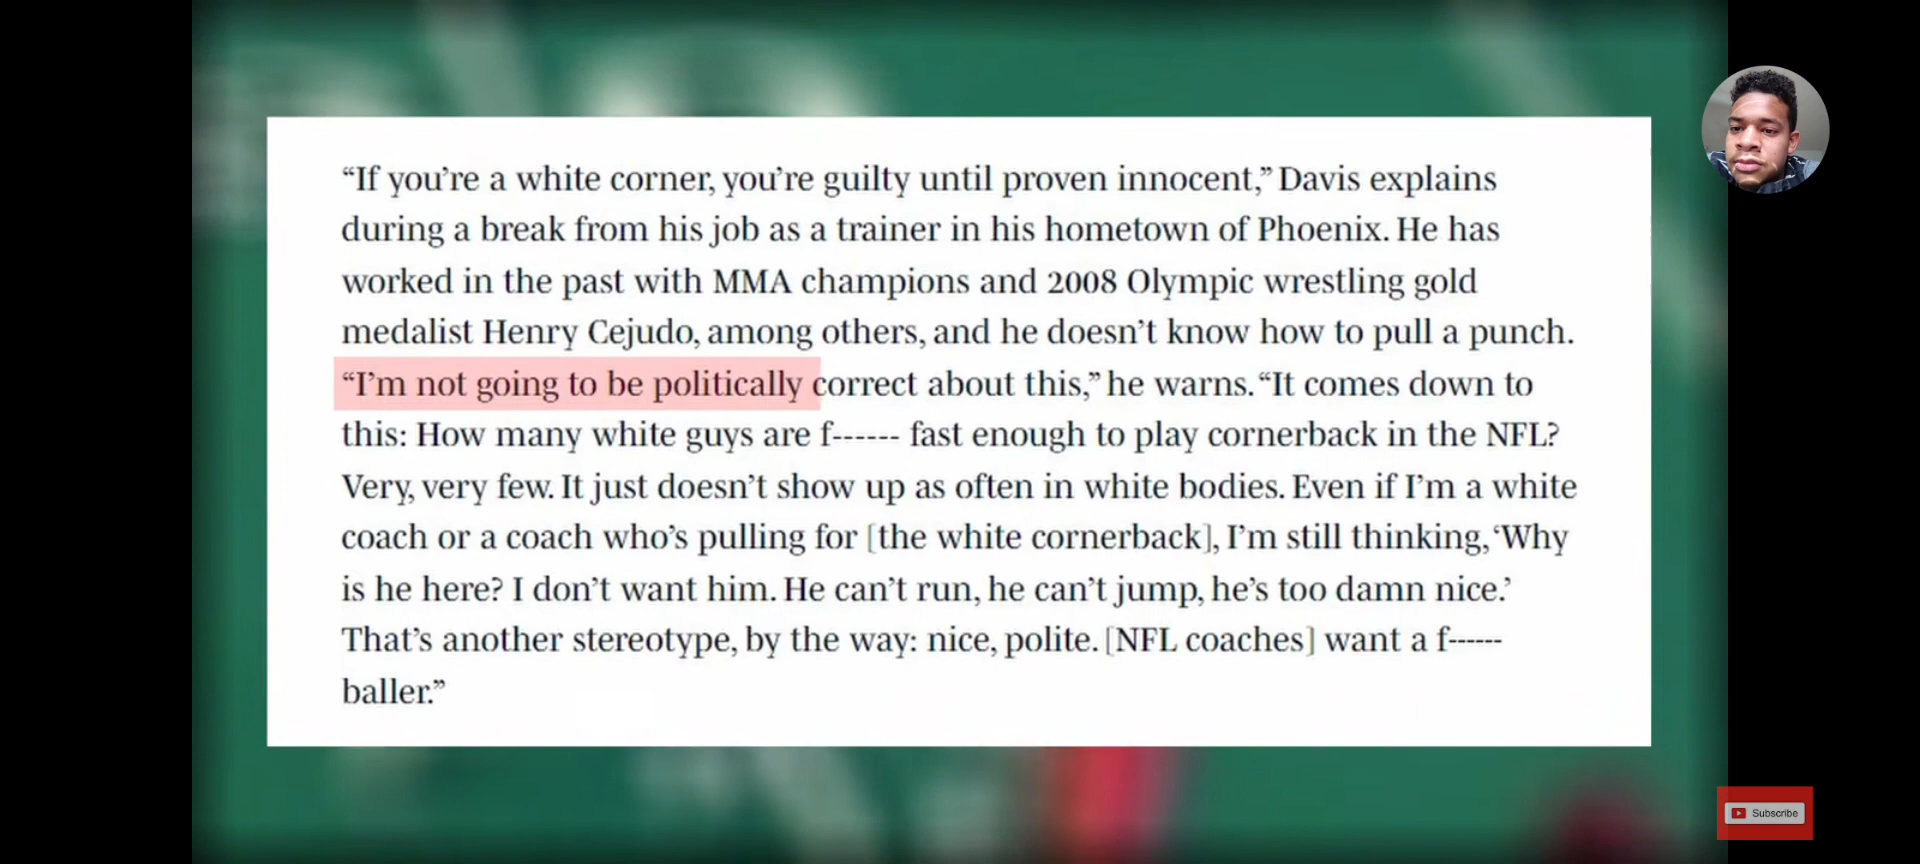 “If you’re a white corner, you’re guilty until proven innocent,” Davis explains
during a break from his job as a trainer in his hometown of Phoenix. He has
worked in the past with MMA champions and 2008 Olympic wrestling gold
medalist Henry Cejudo, among others, and he doesn’t know how to pull a punch.
“I’m not going to be politically correct about this,” he warns. “It comes down to
this: How many white guys are f------ fast enough to play cornerback in the NFL?
Very, very few. It just doesn’t show up as often in white bodies. Even if I’m a white
coach or a coach who’s pulling for [the white cornerback], I’m still thinking, ‘Why
is he here? I don’t want him. He can’t run, he can’t jump, he’s too damn nice.’
That’s another stereotype, by the way: nice, polite. [NFL coaches] want a f------
baller.”
Subscribe